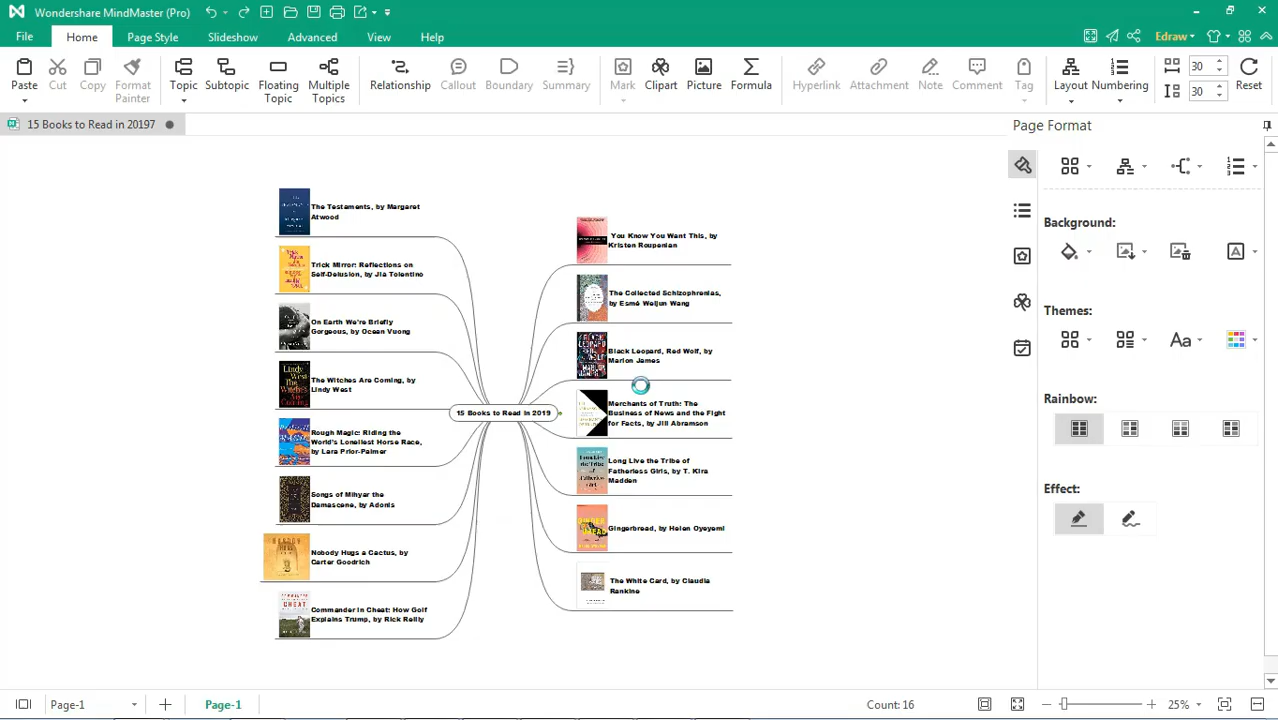 Wondershare MindMaster (Pro)
File Home Page Style Slideshow Advanced View Help Edraw
Paste Cut Copy Format Painter
Topic Subtopic Floating Topic Multiple Topics
Relationship Callout Boundary Summary
Mark Clipart Picture Formula
Hyperlink Attachment Note Comment Tag
Layout Numbering 30 30 Reset
15 Books to Read in 20197
Page Format
Background:
Themes:
Aa
Rainbow:
Effect:
The Testaments, by Margaret
Atwood
Trick Mirror: Reflections on
Self-Delusion, by Jia Tolentino
On Earth We're Briefly
Gorgeous, by Ocean Vuong
The Witches Are Coming, by
Lindy West
Rough Magic: Riding the
World's Loneliest Horse Race,
by Lara Prior-Palmer
Songs of Mihyar the
Damascene, by Adonis
Nobody Hugs a Cactus, by
Carter Goodrich
Commander in Cheat: How Golf
Explains Trump, by Rick Reilly
15 Books to Read in 2019
You Know You Want This, by
Kristen Roupenian
The Collected Schizophrenias,
by Esmé Weijun Wang
Black Leopard, Red Wolf, by
Marlon James
Merchants of Truth: The
Business of News and the Fight
for Facts, by Jill Abramson
Long Live the Tribe of
Fatherless Girls, by T. Kira
Madden
Gingerbread, by Helen Oyeyemi
The White Card, by Claudia
Rankine
Page-1 Page-1 Count: 16 25%